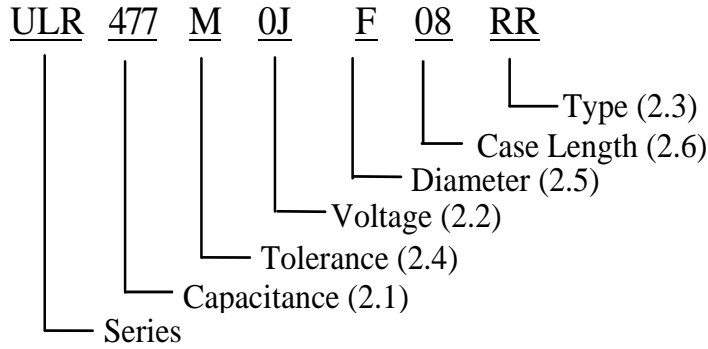 ULR 477 M 0J F 08 RR
Type (2.3)
Case Length (2.6)
Diameter (2.5)
Voltage (2.2)
Tolerance (2.4)
Capacitance (2.1)
Series